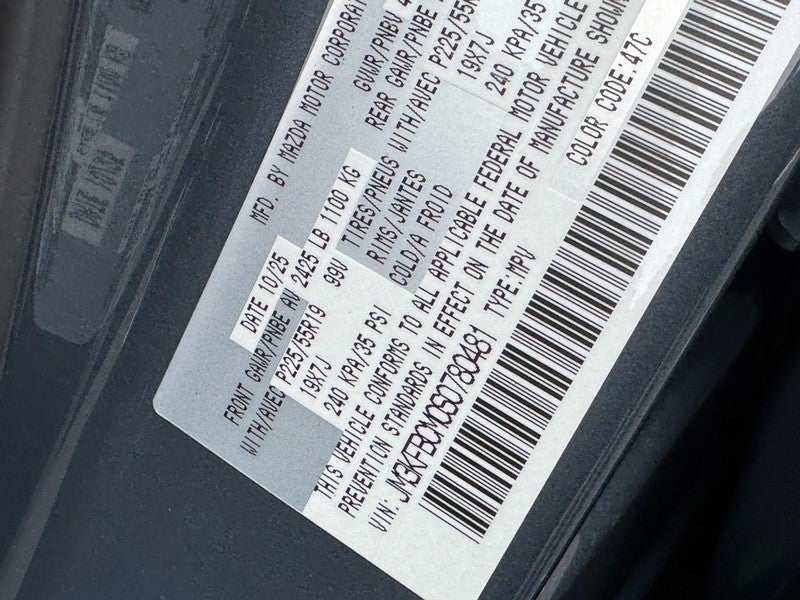 MFD. BY MAZDA MOTOR CORPORAT
DATE 10/25
GVWR/PNBV 4
FRONT GAWR/PNBE AV 2425 LB 1100 KG
REAR GAWR/PNBE
WITH/AVEC P225/55R19 99V TIRES/PNEUS WITH/AVEC P225/55R
19X7J RIMS/JANTES 19X7J
240 KPA/35 PSI COLD/A FROID 240 KPA/35
THIS VEHICLE CONFORMS TO ALL APPLICABLE FEDERAL MOTOR VEHICLE
PREVENTION STANDARDS IN EFFECT ON THE DATE OF MANUFACTURE SHOWN
VIN: JM3KFBCM0S0780481 TYPE: MPV COLOR CODE: 47C